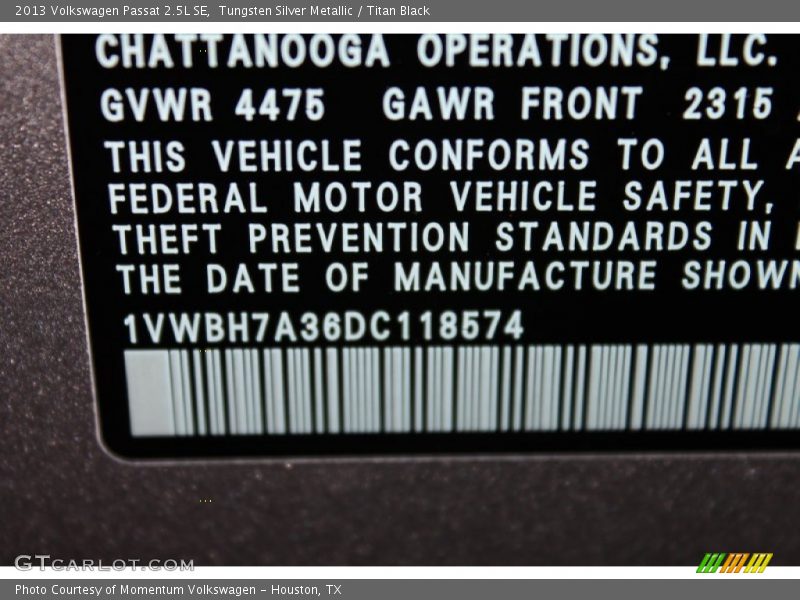 2013 Volkswagen Passat 2.5L SE,  Tungsten Silver Metallic / Titan Black
CHATTANOOGA OPERATIONS, LLC.
GVWR 4475 GAWR FRONT 2315
THIS VEHICLE CONFORMS TO ALL A
FEDERAL MOTOR VEHICLE SAFETY,
THEFT PREVENTION STANDARDS IN
THE DATE OF MANUFACTURE SHOWN
1VWBH7A36DC118574
GTCARLOT.COM
Photo Courtesy of Momentum Volkswagen - Houston, TX